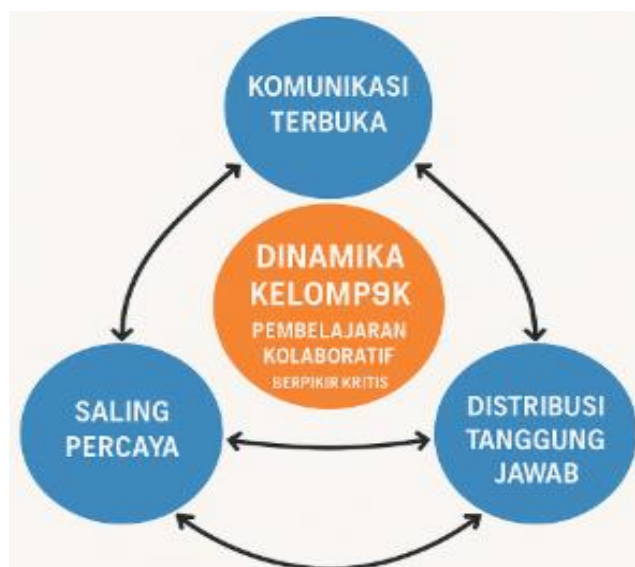 KOMUNIKASI
TERBUKA
DINAMIKA
KELOMP9K
PEMBELAJARAN
KOLABORATIF
BERPIKIR KRITIS
SALING
PERCAYA
DISTRIBUSI
TANGGUNG
JAWAB